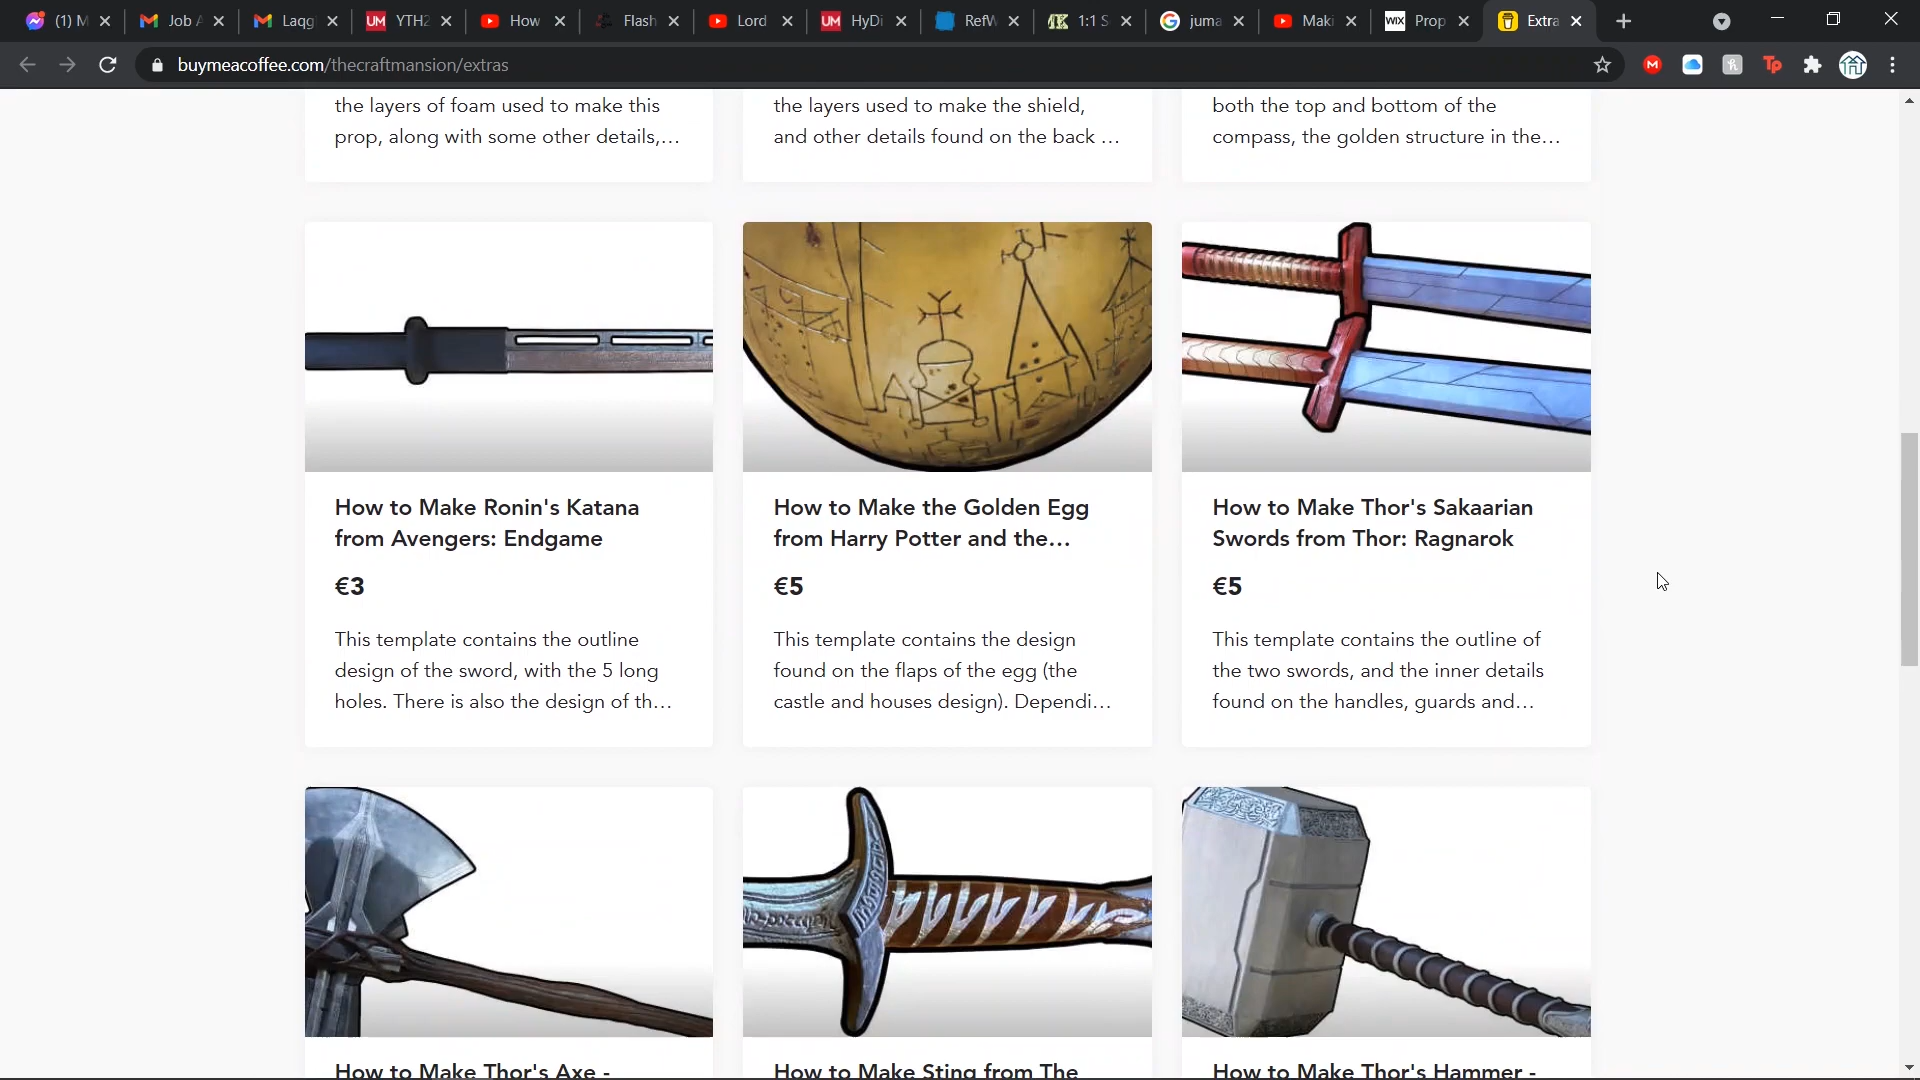 (1) M
Job A
Laqg
YTH2
How
Flash
Lord
HyDi
RefW
1:1 S
juma
Maki
WIX
Prop
Extra
buymeacoffee.com/thecraftmansion/extras
the layers of foam used to make this
prop, along with some other details,...
the layers used to make the shield,
and other details found on the back ...
both the top and bottom of the
compass, the golden structure in the...
How to Make Ronin's Katana
from Avengers: Endgame
€3
This template contains the outline
design of the sword, with the 5 long
holes. There is also the design of th...
How to Make the Golden Egg
from Harry Potter and the...
€5
This template contains the design
found on the flaps of the egg (the
castle and houses design). Dependi...
How to Make Thor's Sakaarian
Swords from Thor: Ragnarok
€5
This template contains the outline of
the two swords, and the inner details
found on the handles, guards and...
How to Make Thor's Axe -
How to Make Sting from The
How to Make Thor's Hammer -